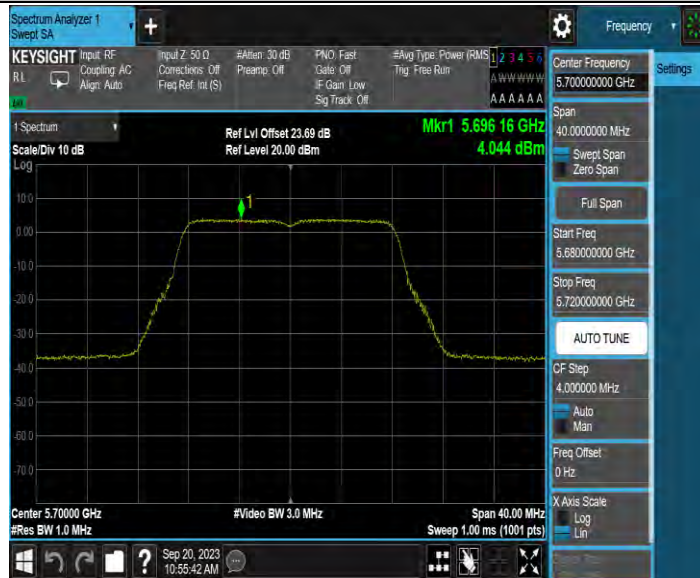 Spectrum Analyzer 1
Swept SA
+
Frequency
KEYSIGHT
Input: RF
Coupling: AC
Align: Auto
Input Z: 50 Ω
Corrections: Off
Freq Ref: Int (S)
#Atten: 30 dB
Preamp: Off
PNO: Fast
Gate: Off
IF Gain: Low
Sig Track: Off
#Avg Type: Power (RMS
Trig: Free Run
1 2 3 4 5 6
A W W W W W
A A A A A A
RL
1 Spectrum
Scale/Div 10 dB
Log
Ref Lvl Offset 23.69 dB
Ref Level 20.00 dBm
Mkr1 5.696 16 GHz
4.044 dBm
1
10.0
0.00
-10.0
-20.0
-30.0
-40.0
-50.0
-60.0
-70.0
Center 5.70000 GHz
#Res BW 1.0 MHz
#Video BW 3.0 MHz
Span 40.00 MHz
Sweep 1.00 ms (1001 pts)
?
Sep 20, 2023
10:55:42 AM
Center Frequency
5.700000000 GHz
Settings
Span
40.0000000 MHz
Swept Span
Zero Span
Full Span
Start Freq
5.680000000 GHz
Stop Freq
5.720000000 GHz
AUTO TUNE
CF Step
4.000000 MHz
Auto
Man
Freq Offset
0 Hz
X Axis Scale
Log
Lin